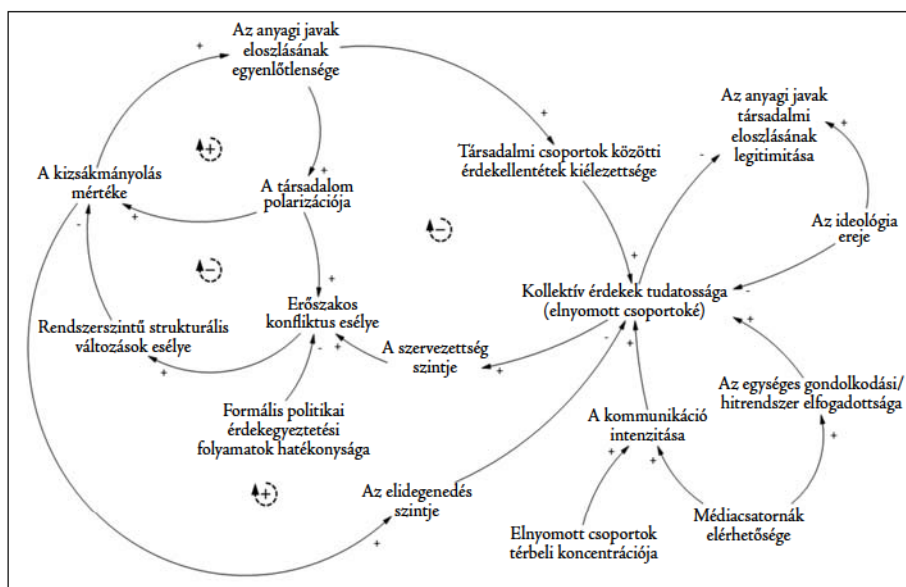 Az anyagi javak
eloszlásának
egyenlőtlensége
+
+
Az anyagi javak
társadalmi
eloszlásának
legitimitása
+
-
+
Társadalmi csoportok közötti
érdekellentétek kiélezettsége
A kizsákmányolás
mértéke
+
A társadalom
polarizációja
+
-
-
Az ideológia
ereje
-
+
+
-
Kollektív érdekek tudatossága
(elnyomott csoportoké)
Erőszakos
konfliktus esélye
Rendszerszintű strukturális
változások esélye
+
- +
A szervezettség
szintje
+
-
+
+
Az egységes gondolkodási/
hitrendszer elfogadottsága
Formális politikai
érdekegyeztetési
folyamatok hatékonysága
A kommunikáció
intenzitása
+
+
+
+
Az elidegenedés
szintje
+
Elnyomott csoportok
térbeli koncentrációja
Médiacsatornák
elérhetősége